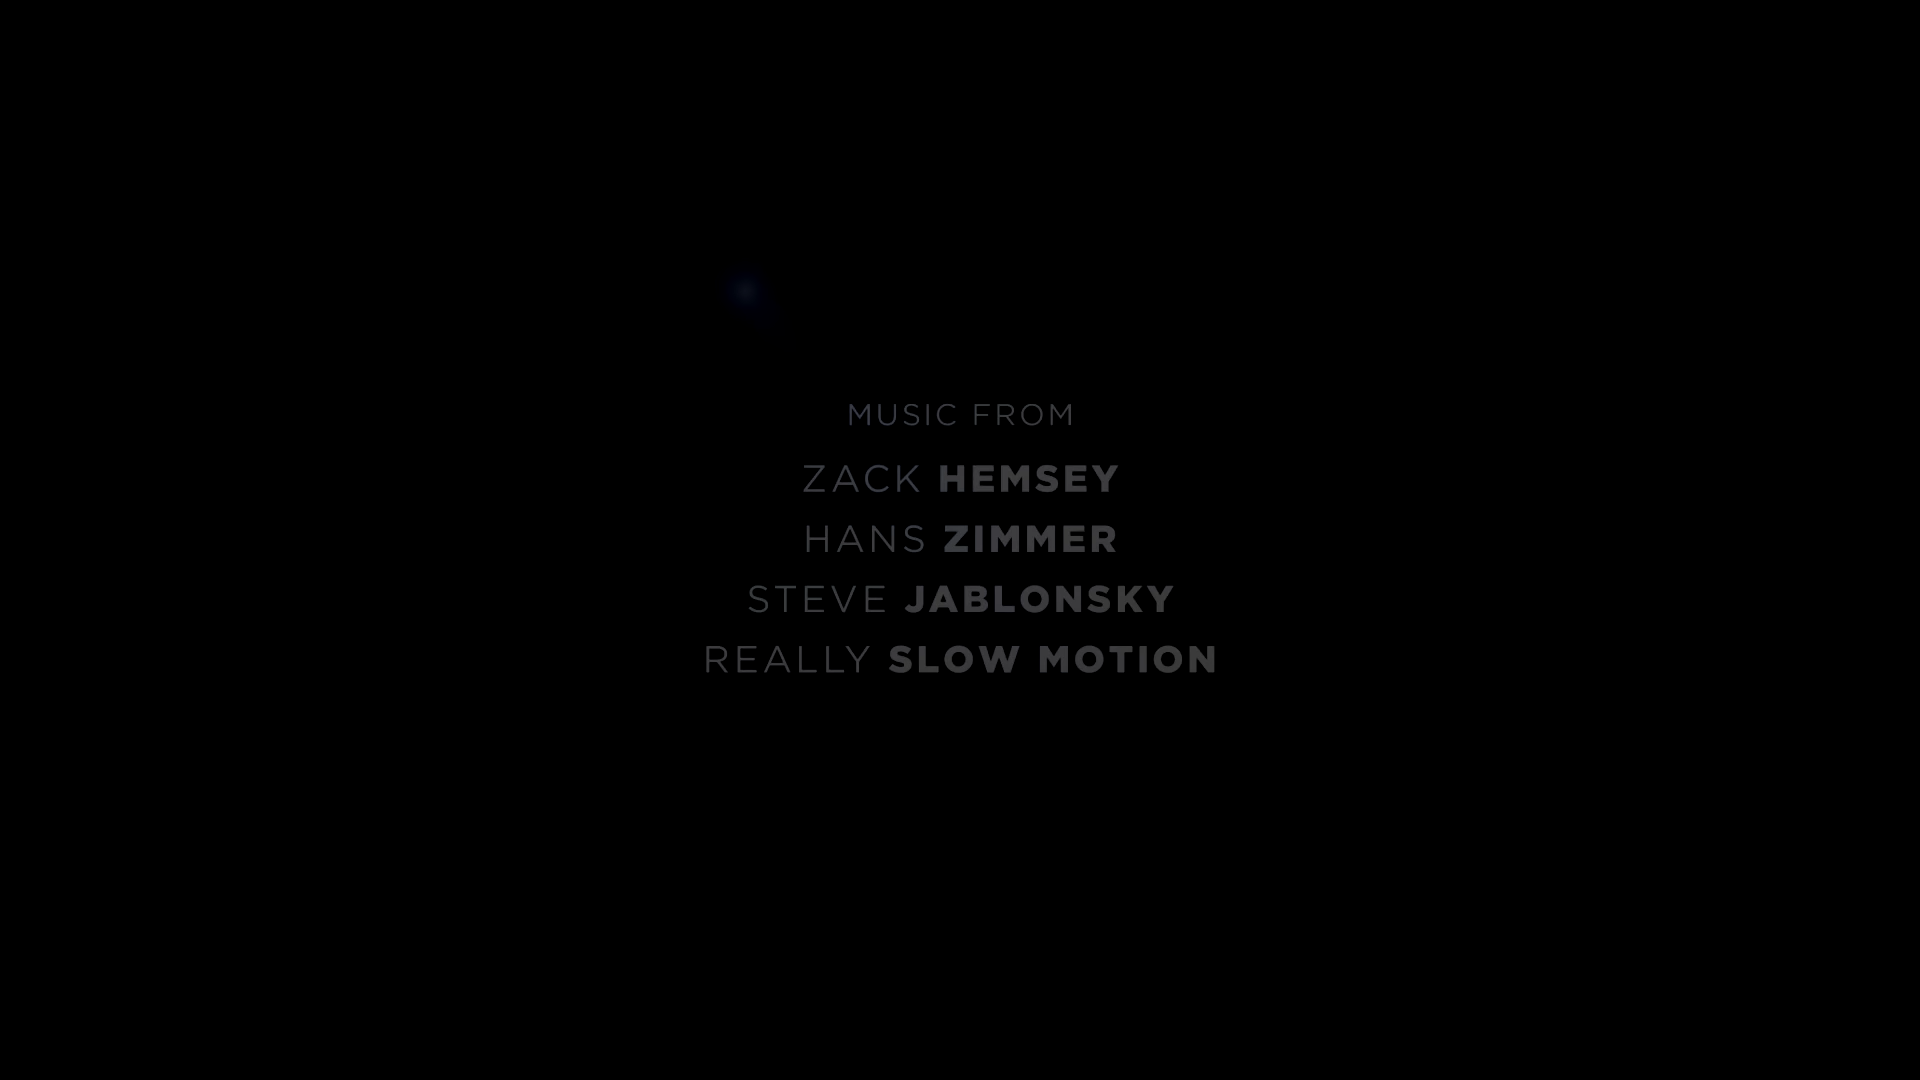 MUSIC FROM
ZACK HEMSEY
HANS ZIMMER
STEVE JABLONSKY
REALLY SLOW MOTION